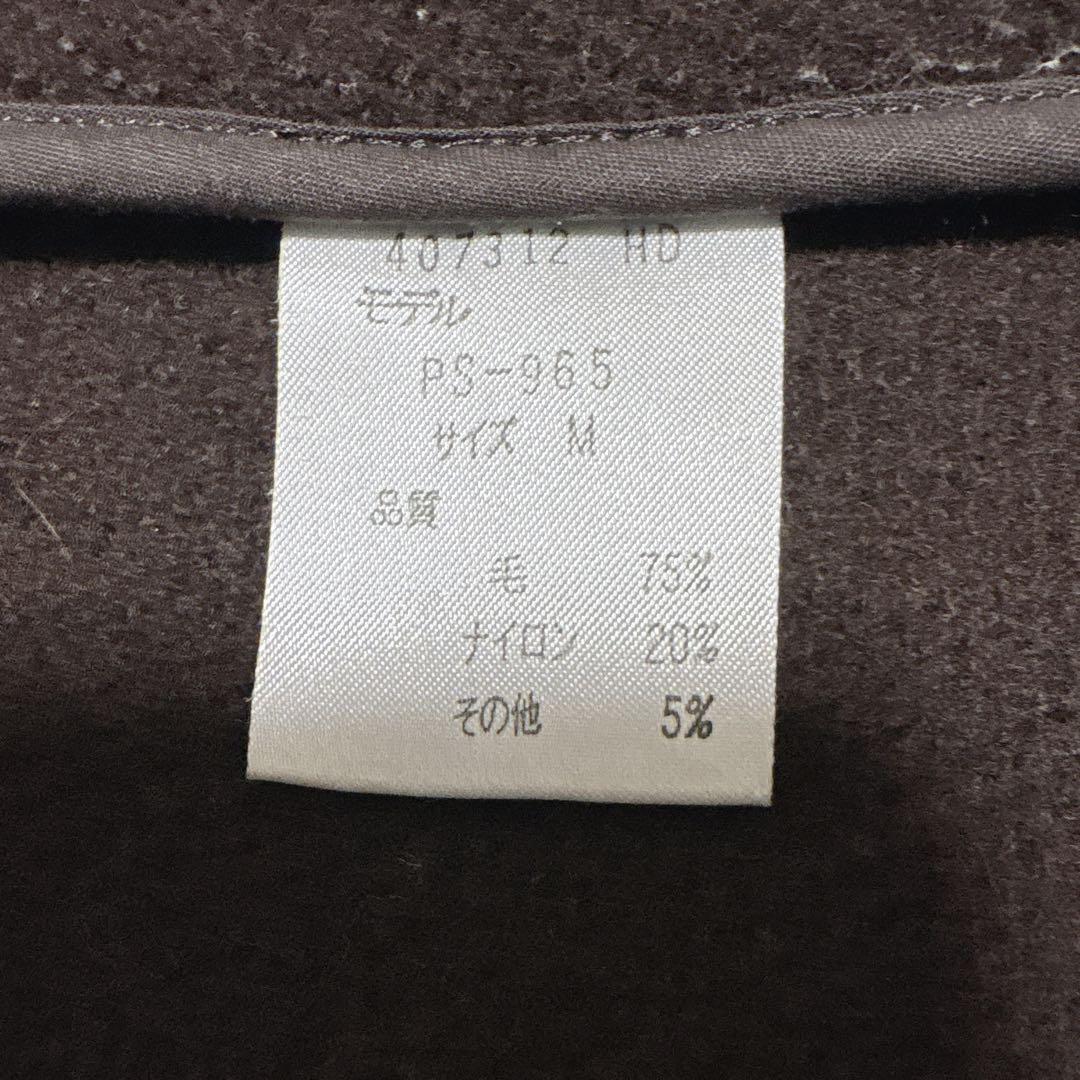 407312 HD
モデル
PS-965
サイズ M
品質
毛 75%
ナイロン 20%
その他 5%